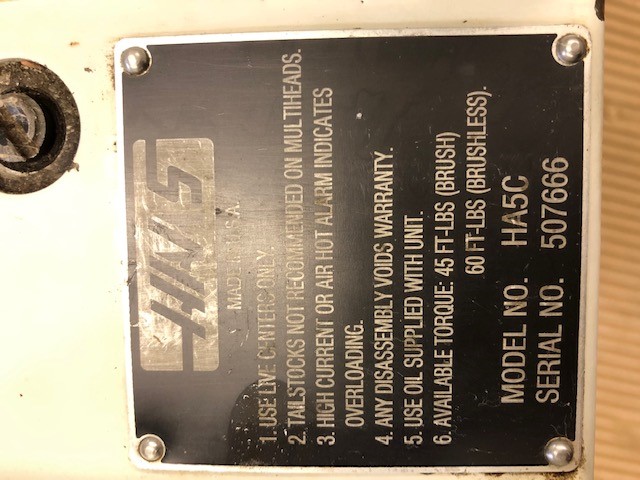 HAAS
MADE IN U.S.A.
1. USE LIVE CENTERS ONLY.
2. TAILSTOCKS NOT RECOMMENDED ON MULTIHEADS.
3. HIGH CURRENT OR AIR HOT ALARM INDICATES
OVERLOADING.
4. ANY DISASSEMBLY VOIDS WARRANTY.
5. USE OIL SUPPLIED WITH UNIT.
6. AVAILABLE TORQUE: 45 FT-LBS (BRUSH)
60 FT-LBS (BRUSHLESS).
MODEL NO. HA5C
SERIAL NO. 507666